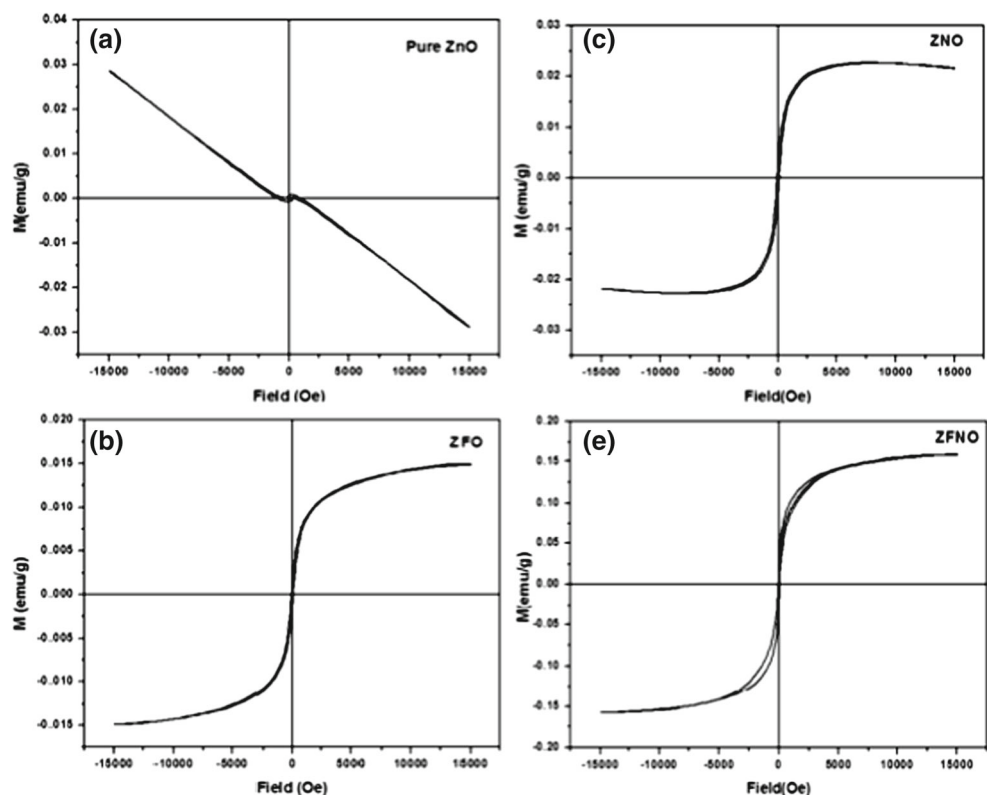 (a)
Pure ZnO
0.04
0.03
0.02
0.01
0.00
-0.01
-0.02
-0.03
M(emu/g)
-15000 -10000 -5000 0 5000 10000 15000
Field (Oe)
(c)
ZNO
0.03
0.02
0.01
0.00
-0.01
-0.02
-0.03
M (emu/g)
-15000 -10000 -5000 0 5000 10000 15000
Field(Oe)
(b)
ZFO
0.020
0.015
0.010
0.005
0.000
-0.005
-0.010
-0.015
M (emu/g)
-15000 -10000 -5000 0 5000 10000 15000
Field (Oe)
(e)
ZFNO
0.20
0.15
0.10
0.05
0.00
-0.05
-0.10
-0.15
-0.20
M(emu/g)
-15000 -10000 -5000 0 5000 10000 15000
Field(Oe)